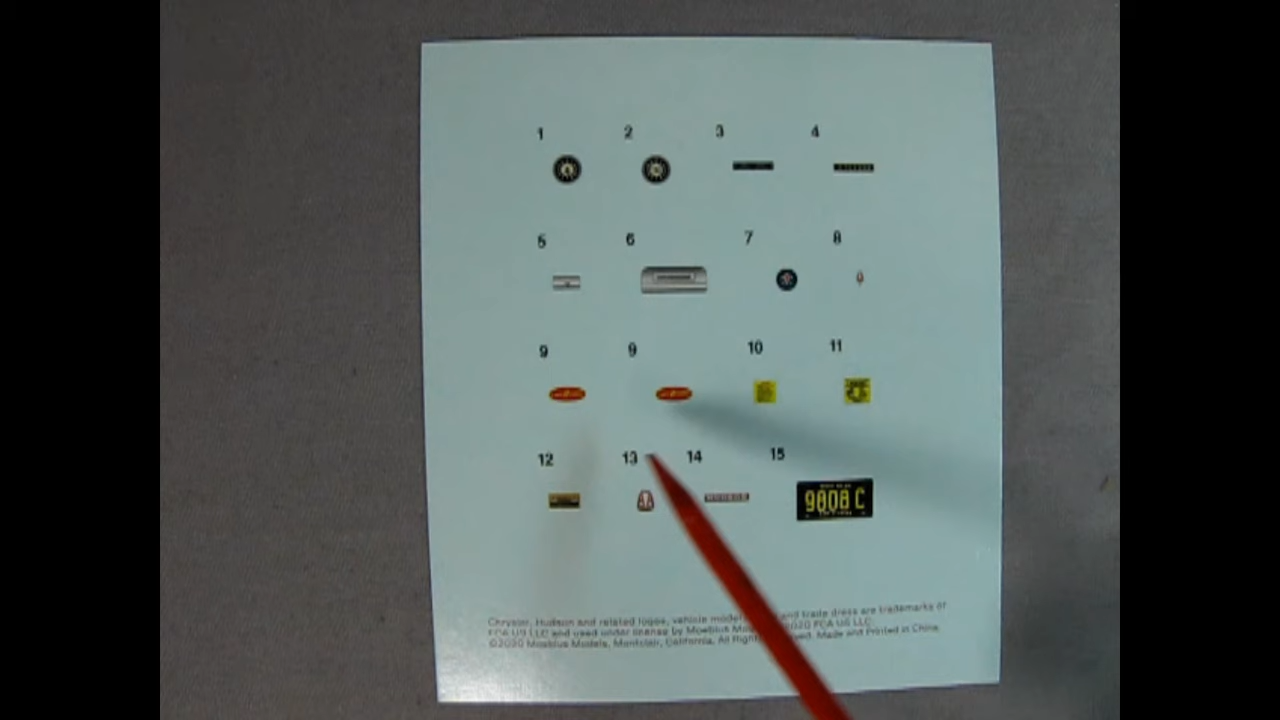 1 2 3 4
5 6 7 8
9 9 10 11
12 13 14 15
HUDSON
9808 C
Chrysler, Hudson and related logos, vehicle model and trade dress are trademarks of
FCA US LLC and used under license by Moebius ©2020 FCA US LLC.
©2020 Moebius Models, Montclair, California. All Rights Made and Printed in China.